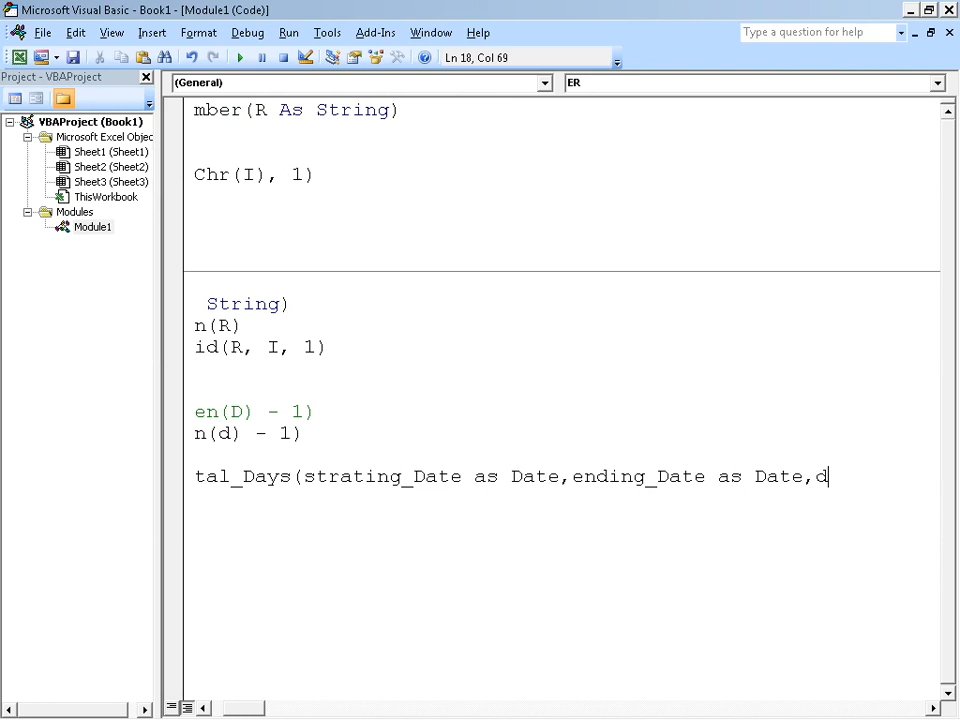 Microsoft Visual Basic - Book1 - [Module1 (Code)]
File Edit View Insert Format Debug Run Tools Add-Ins Window Help
Type a question for help
Ln 18, Col 69
Project - VBAProject
(General)
ER
VBAProject (Book1)
Microsoft Excel Objec
Sheet1 (Sheet1)
Sheet2 (Sheet2)
Sheet3 (Sheet3)
ThisWorkbook
Modules
Module1
mber(R As String)
Chr(I), 1)
String)
n(R)
id(R, I, 1)
en(D) - 1)
n(d) - 1)
tal_Days(strating_Date as Date,ending_Date as Date,d